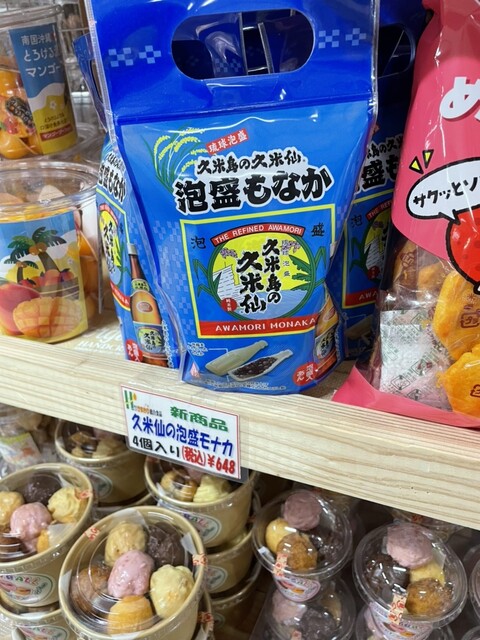 南国沖縄
とろける
マンゴー
琉球泡盛
久米島の久米仙
泡盛もなか
THE REFINED AWAMORI
泡 盛
久米島の
久米仙
AWAMORI MONAKA
サクッとソ
新商品
久米仙の泡盛モナカ
4個入り(税込)¥648